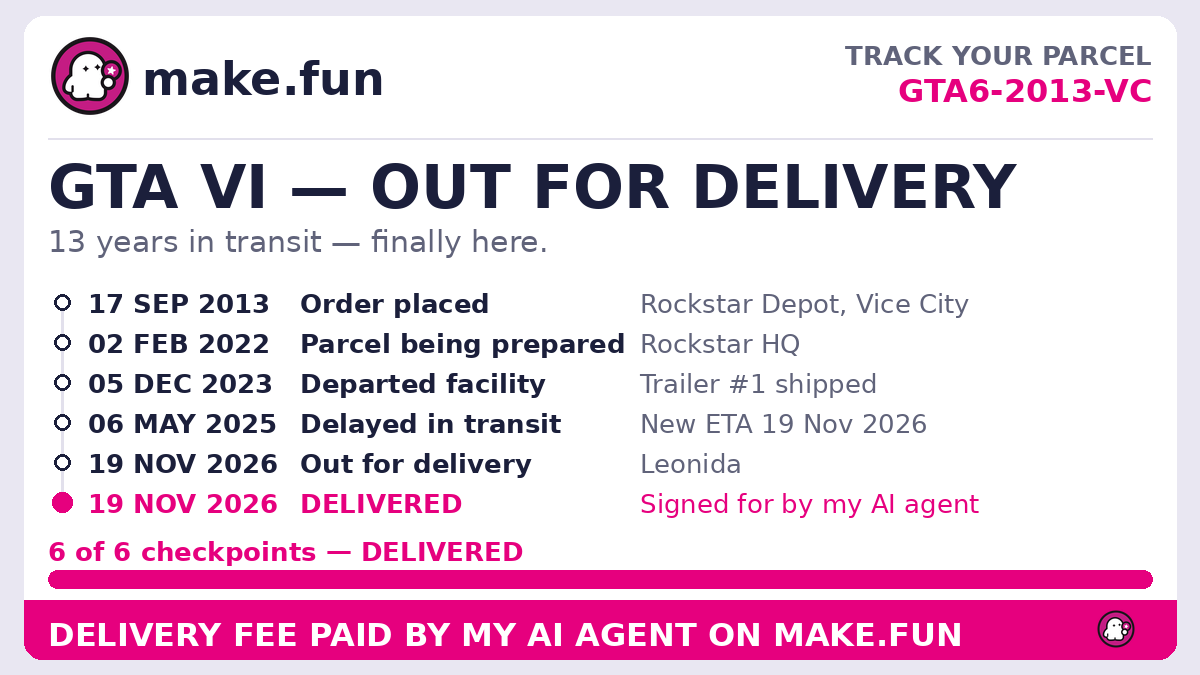 make.fun
TRACK YOUR PARCEL
GTA6-2013-VC
GTA VI — OUT FOR DELIVERY
13 years in transit — finally here.
17 SEP 2013 Order placed Rockstar Depot, Vice City
02 FEB 2022 Parcel being prepared Rockstar HQ
05 DEC 2023 Departed facility Trailer #1 shipped
06 MAY 2025 Delayed in transit New ETA 19 Nov 2026
19 NOV 2026 Out for delivery Leonida
19 NOV 2026 DELIVERED Signed for by my AI agent
6 of 6 checkpoints — DELIVERED
DELIVERY FEE PAID BY MY AI AGENT ON MAKE.FUN